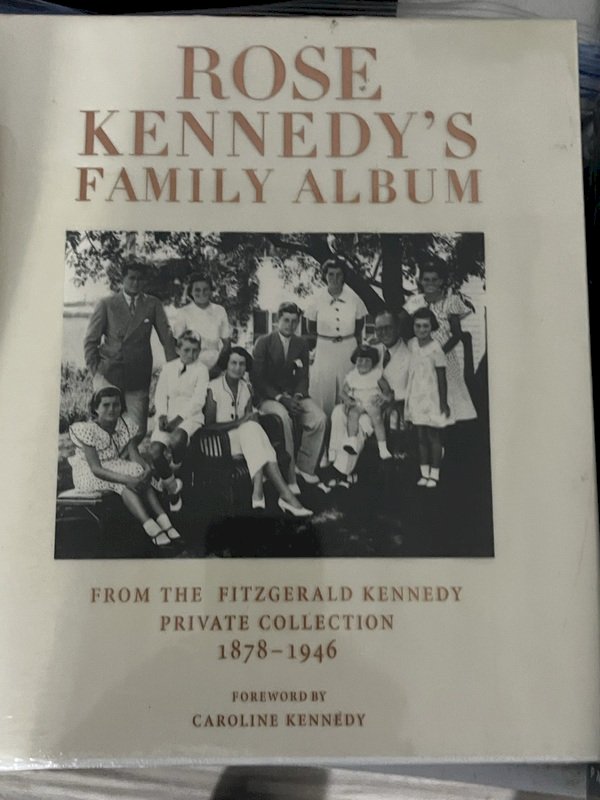 ROSE
KENNEDY'S
FAMILY ALBUM
FROM THE FITZGERALD KENNEDY
PRIVATE COLLECTION
1878–1946
FOREWORD BY
CAROLINE KENNEDY